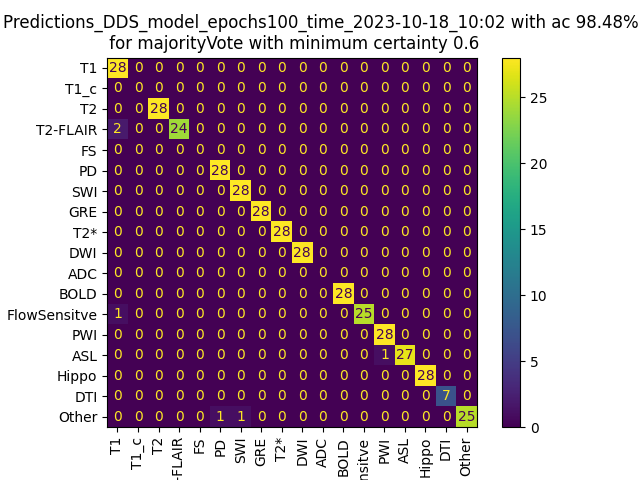 Predictions_DDS_model_epochs100_time_2023-10-18_10:02 with ac 98.48%
for majorityVote with minimum certainty 0.6
T1 28 0 0 0 0 0 0 0 0 0 0 0 0 0 0 0 0 0
T1_c 0 0 0 0 0 0 0 0 0 0 0 0 0 0 0 0 0 0
T2 0 0 28 0 0 0 0 0 0 0 0 0 0 0 0 0 0 0
T2-FLAIR 2 0 0 24 0 0 0 0 0 0 0 0 0 0 0 0 0 0
FS 0 0 0 0 0 0 0 0 0 0 0 0 0 0 0 0 0 0
PD 0 0 0 0 0 28 0 0 0 0 0 0 0 0 0 0 0 0
SWI 0 0 0 0 0 0 28 0 0 0 0 0 0 0 0 0 0 0
GRE 0 0 0 0 0 0 0 28 0 0 0 0 0 0 0 0 0 0
T2* 0 0 0 0 0 0 0 0 28 0 0 0 0 0 0 0 0 0
DWI 0 0 0 0 0 0 0 0 0 28 0 0 0 0 0 0 0 0
ADC 0 0 0 0 0 0 0 0 0 0 0 0 0 0 0 0 0 0
BOLD 0 0 0 0 0 0 0 0 0 0 0 28 0 0 0 0 0 0
FlowSensitve 1 0 0 0 0 0 0 0 0 0 0 0 25 0 0 0 0 0
PWI 0 0 0 0 0 0 0 0 0 0 0 0 0 28 0 0 0 0
ASL 0 0 0 0 0 0 0 0 0 0 0 0 0 1 27 0 0 0
Hippo 0 0 0 0 0 0 0 0 0 0 0 0 0 0 0 28 0 0
DTI 0 0 0 0 0 0 0 0 0 0 0 0 0 0 0 0 7 0
Other 0 0 0 0 0 1 1 0 0 0 0 0 0 0 0 0 0 25
T1 T1_c T2 -FLAIR FS PD SWI GRE T2* DWI ADC BOLD nsitve PWI ASL Hippo DTI Other
25
20
15
10
5
0